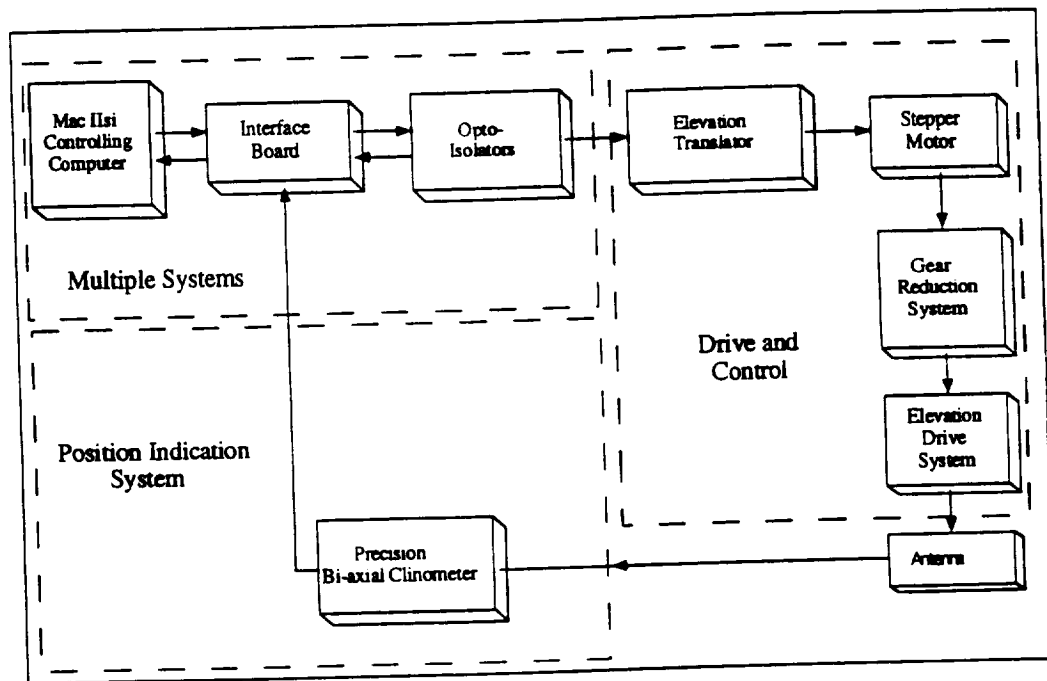 Mac IIsi
Controlling
Computer
Interface
Board
Opto-
Isolators
Elevation
Translator
Stepper
Motor
Multiple Systems
Gear
Reduction
System
Drive and
Control
Elevation
Drive
System
Position Indication
System
Precision
Bi-axial Clinometer
Antenna